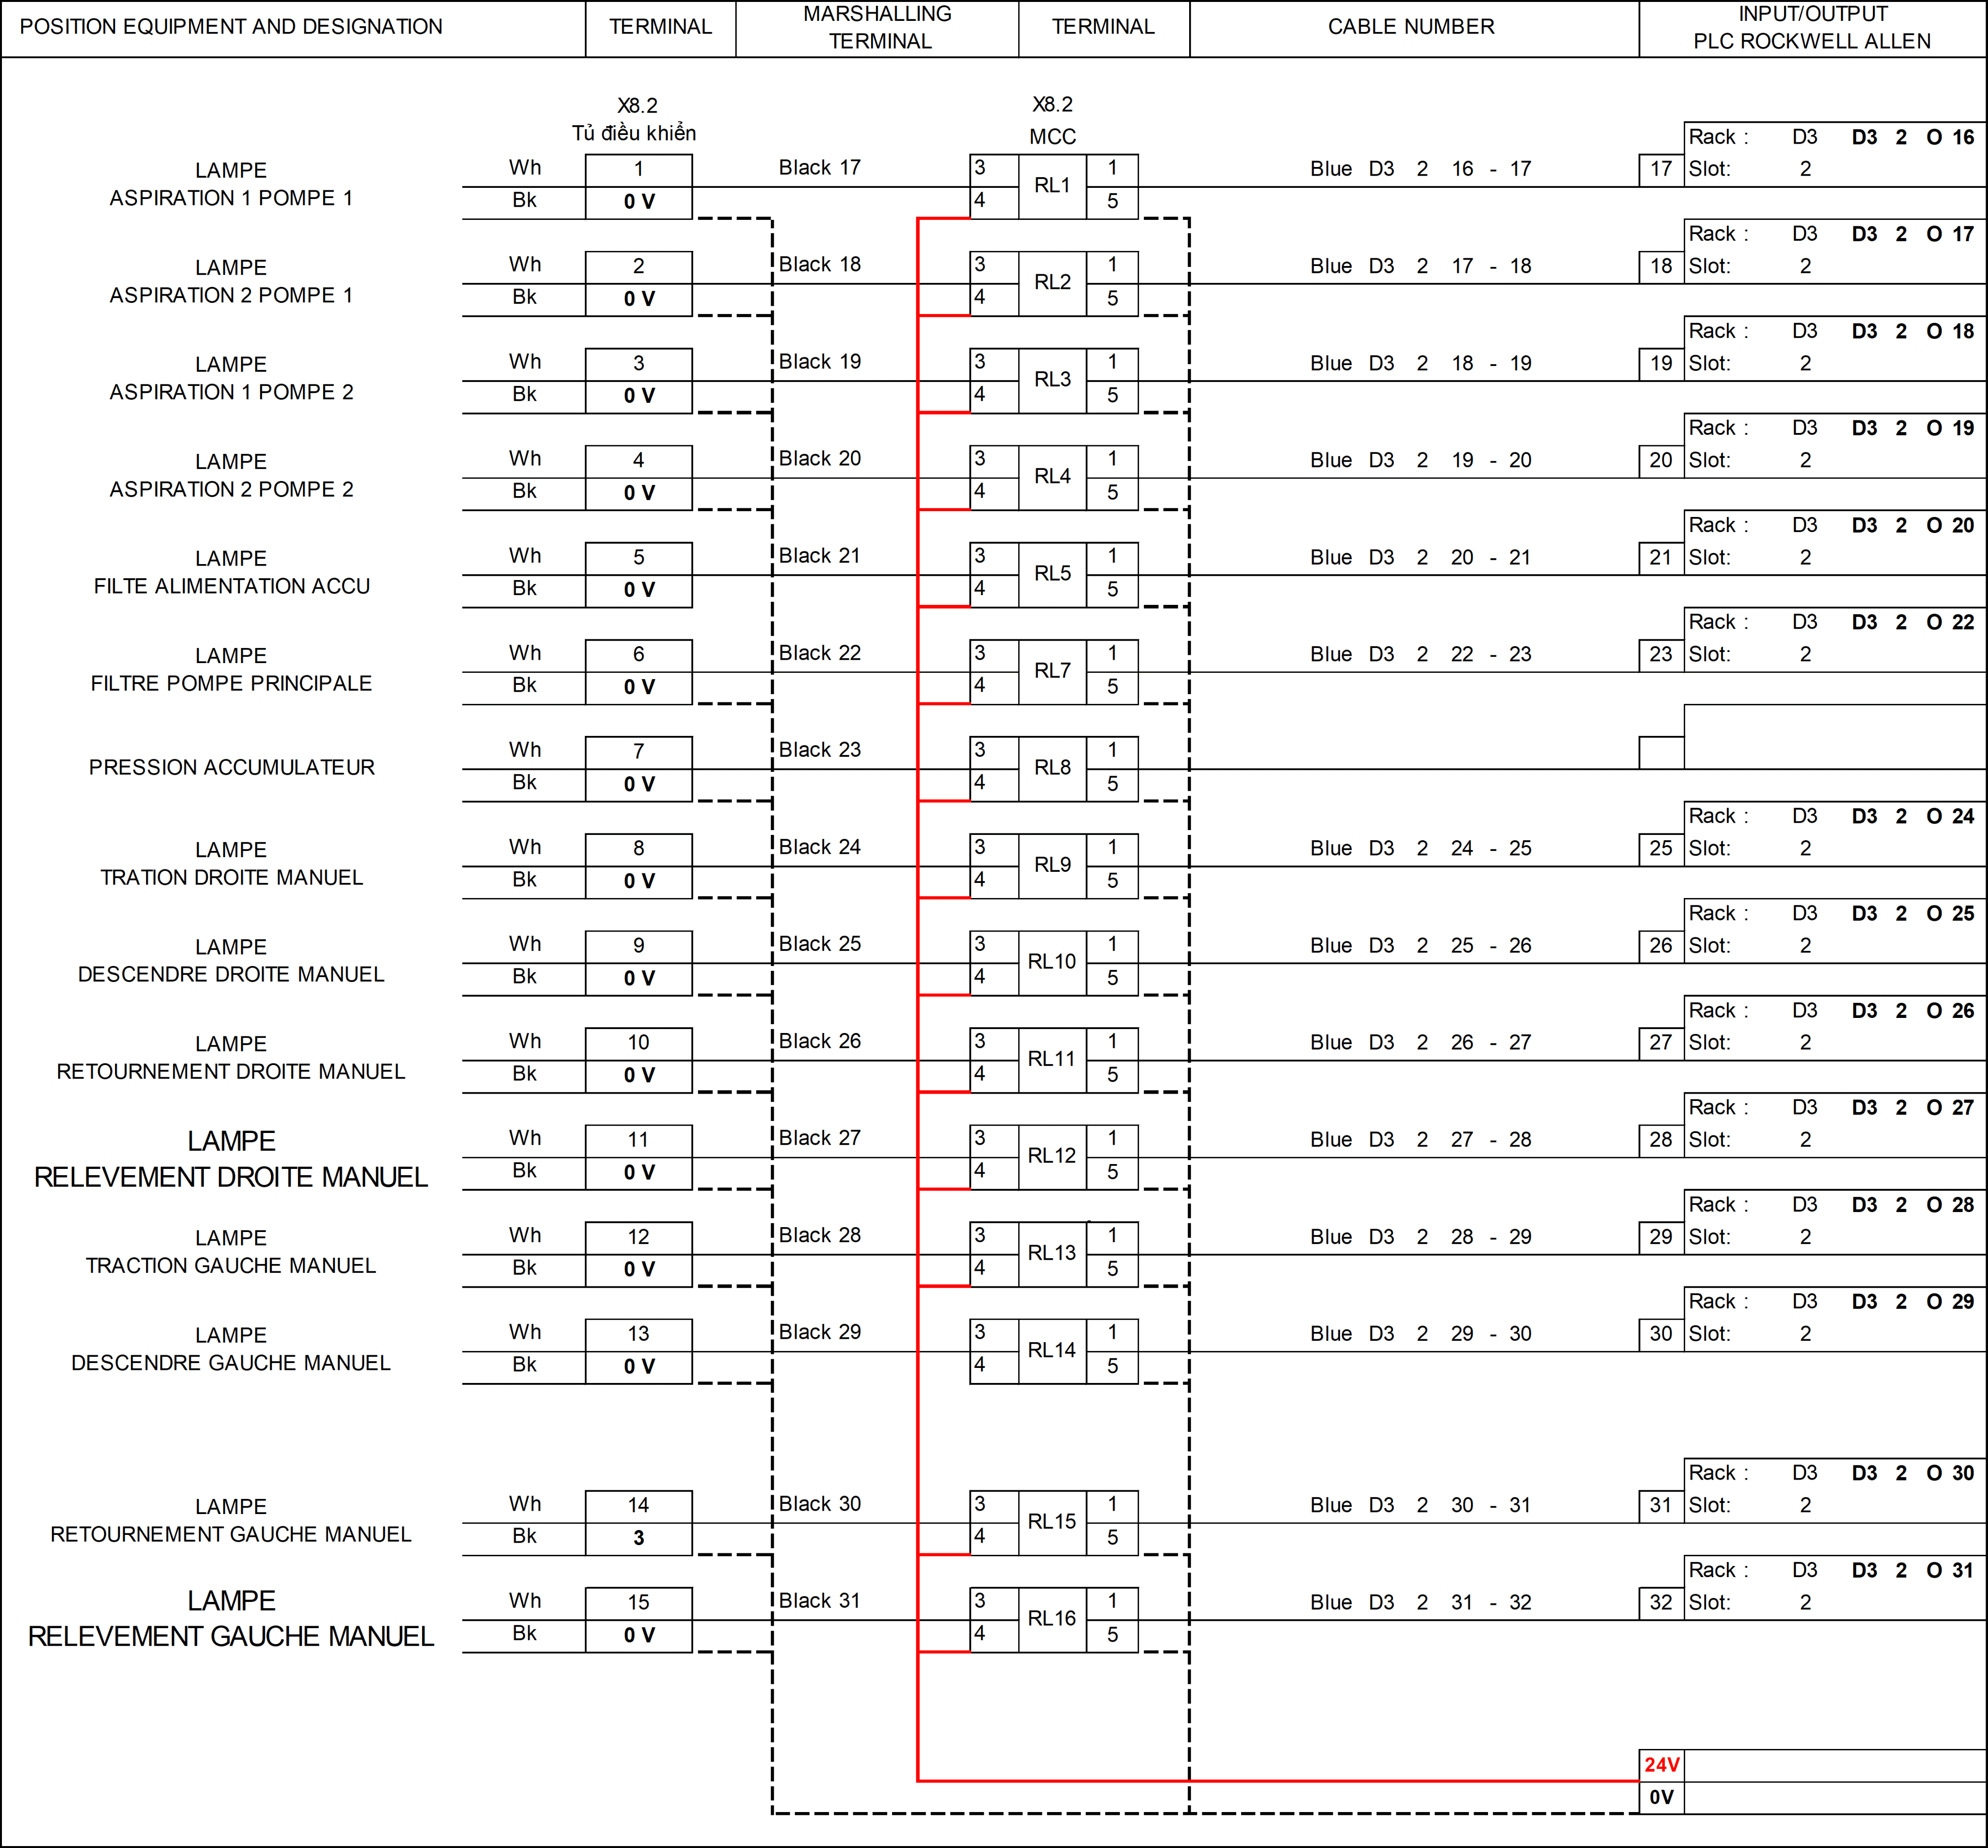 POSITION EQUIPMENT AND DESIGNATION TERMINAL MARSHALLING TERMINAL TERMINAL CABLE NUMBER INPUT/OUTPUT PLC ROCKWELL ALLEN
X8.2 X8.2
Tủ điều khiển MCC
Rack : D3 D3 2 O 16
LAMPE Wh 1 Black 17 3 RL1 1 Blue D3 2 16 - 17 17 Slot: 2
ASPIRATION 1 POMPE 1 Bk 0 V 4 5
Rack : D3 D3 2 O 17
LAMPE Wh 2 Black 18 3 RL2 1 Blue D3 2 17 - 18 18 Slot: 2
ASPIRATION 2 POMPE 1 Bk 0 V 4 5
Rack : D3 D3 2 O 18
LAMPE Wh 3 Black 19 3 RL3 1 Blue D3 2 18 - 19 19 Slot: 2
ASPIRATION 1 POMPE 2 Bk 0 V 4 5
Rack : D3 D3 2 O 19
LAMPE Wh 4 Black 20 3 RL4 1 Blue D3 2 19 - 20 20 Slot: 2
ASPIRATION 2 POMPE 2 Bk 0 V 4 5
Rack : D3 D3 2 O 20
LAMPE Wh 5 Black 21 3 RL5 1 Blue D3 2 20 - 21 21 Slot: 2
FILTE ALIMENTATION ACCU Bk 0 V 4 5
Rack : D3 D3 2 O 22
LAMPE Wh 6 Black 22 3 RL7 1 Blue D3 2 22 - 23 23 Slot: 2
FILTRE POMPE PRINCIPALE Bk 0 V 4 5
Wh 7 Black 23 3 RL8 1
PRESSION ACCUMULATEUR Bk 0 V 4 5
Rack : D3 D3 2 O 24
LAMPE Wh 8 Black 24 3 RL9 1 Blue D3 2 24 - 25 25 Slot: 2
TRATION DROITE MANUEL Bk 0 V 4 5
Rack : D3 D3 2 O 25
LAMPE Wh 9 Black 25 3 RL10 1 Blue D3 2 25 - 26 26 Slot: 2
DESCENDRE DROITE MANUEL Bk 0 V 4 5
Rack : D3 D3 2 O 26
LAMPE Wh 10 Black 26 3 RL11 1 Blue D3 2 26 - 27 27 Slot: 2
RETOURNEMENT DROITE MANUEL Bk 0 V 4 5
Rack : D3 D3 2 O 27
LAMPE Wh 11 Black 27 3 RL12 1 Blue D3 2 27 - 28 28 Slot: 2
RELEVEMENT DROITE MANUEL Bk 0 V 4 5
Rack : D3 D3 2 O 28
LAMPE Wh 12 Black 28 3 RL13 1 Blue D3 2 28 - 29 29 Slot: 2
TRACTION GAUCHE MANUEL Bk 0 V 4 5
Rack : D3 D3 2 O 29
LAMPE Wh 13 Black 29 3 RL14 1 Blue D3 2 29 - 30 30 Slot: 2
DESCENDRE GAUCHE MANUEL Bk 0 V 4 5
Rack : D3 D3 2 O 30
LAMPE Wh 14 Black 30 3 RL15 1 Blue D3 2 30 - 31 31 Slot: 2
RETOURNEMENT GAUCHE MANUEL Bk 3 4 5
Rack : D3 D3 2 O 31
LAMPE Wh 15 Black 31 3 RL16 1 Blue D3 2 31 - 32 32 Slot: 2
RELEVEMENT GAUCHE MANUEL Bk 0 V 4 5
24V
0V